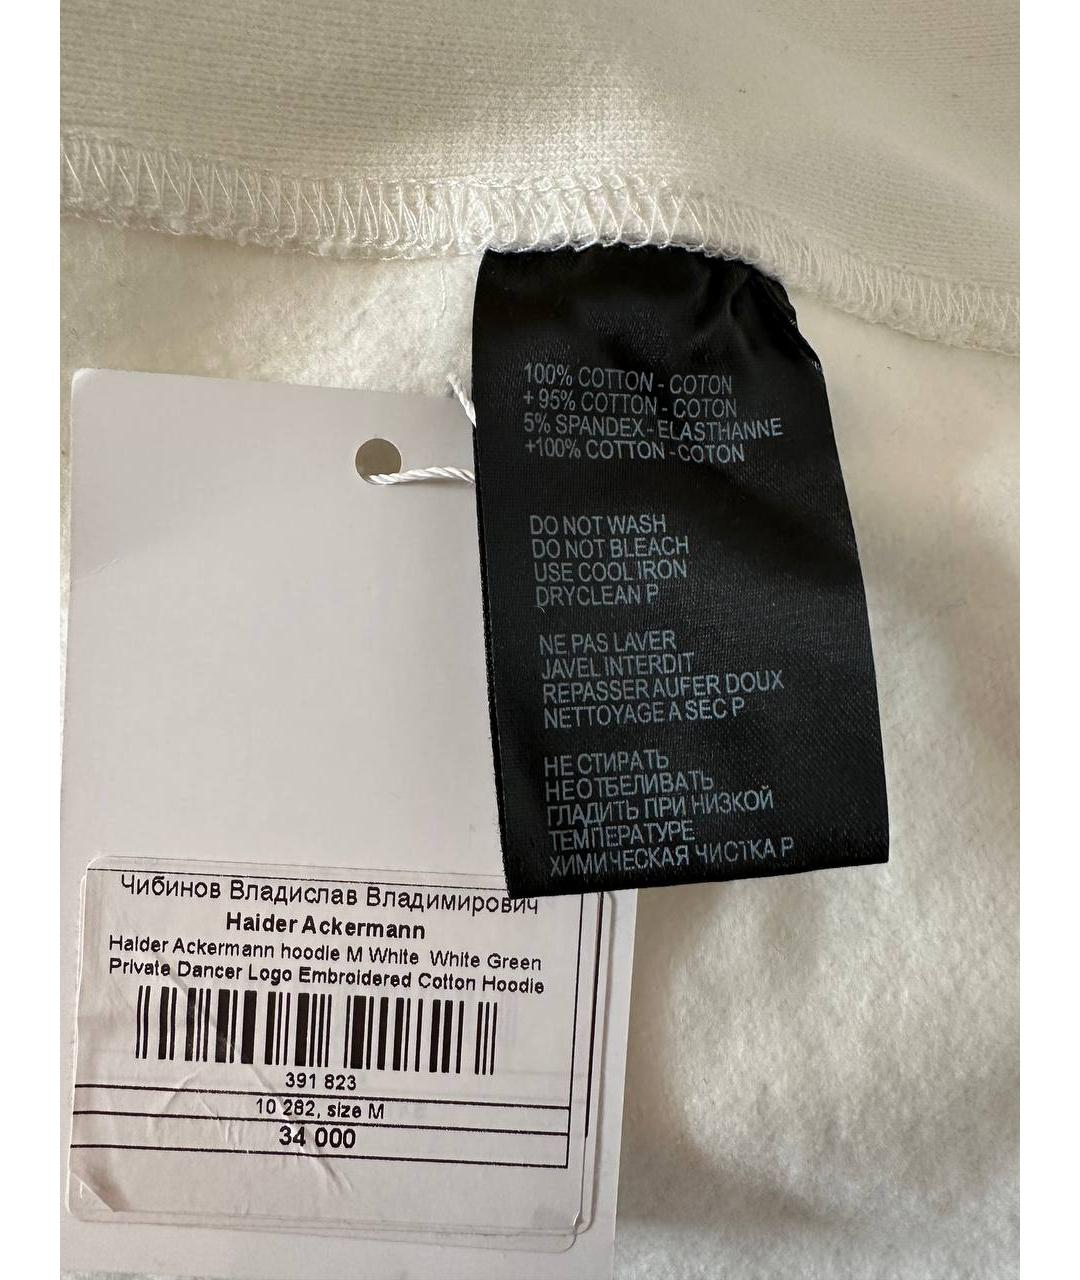 100% COTTON - COTON
+ 95% COTTON - COTON
5% SPANDEX - ELASTHANNE
+100% COTTON - COTON
DO NOT WASH
DO NOT BLEACH
USE COOL IRON
DRYCLEAN P
NE PAS LAVER
JAVEL INTERDIT
REPASSER AU FER DOUX
NETTOYAGE A SEC P
НЕ СТИРАТЬ
НЕ ОТБЕЛИВАТЬ
ГЛАДИТЬ ПРИ НИЗКОЙ
ТЕМПЕРАТУРЕ
ХИМИЧЕСКАЯ ЧИСТКА P
Чибинов Владислав Владимирович
Haider Ackermann
Haider Ackermann hoodie M White White Green
Private Dancer Logo Embroidered Cotton Hoodie
391 823
10 282, size M
34 000